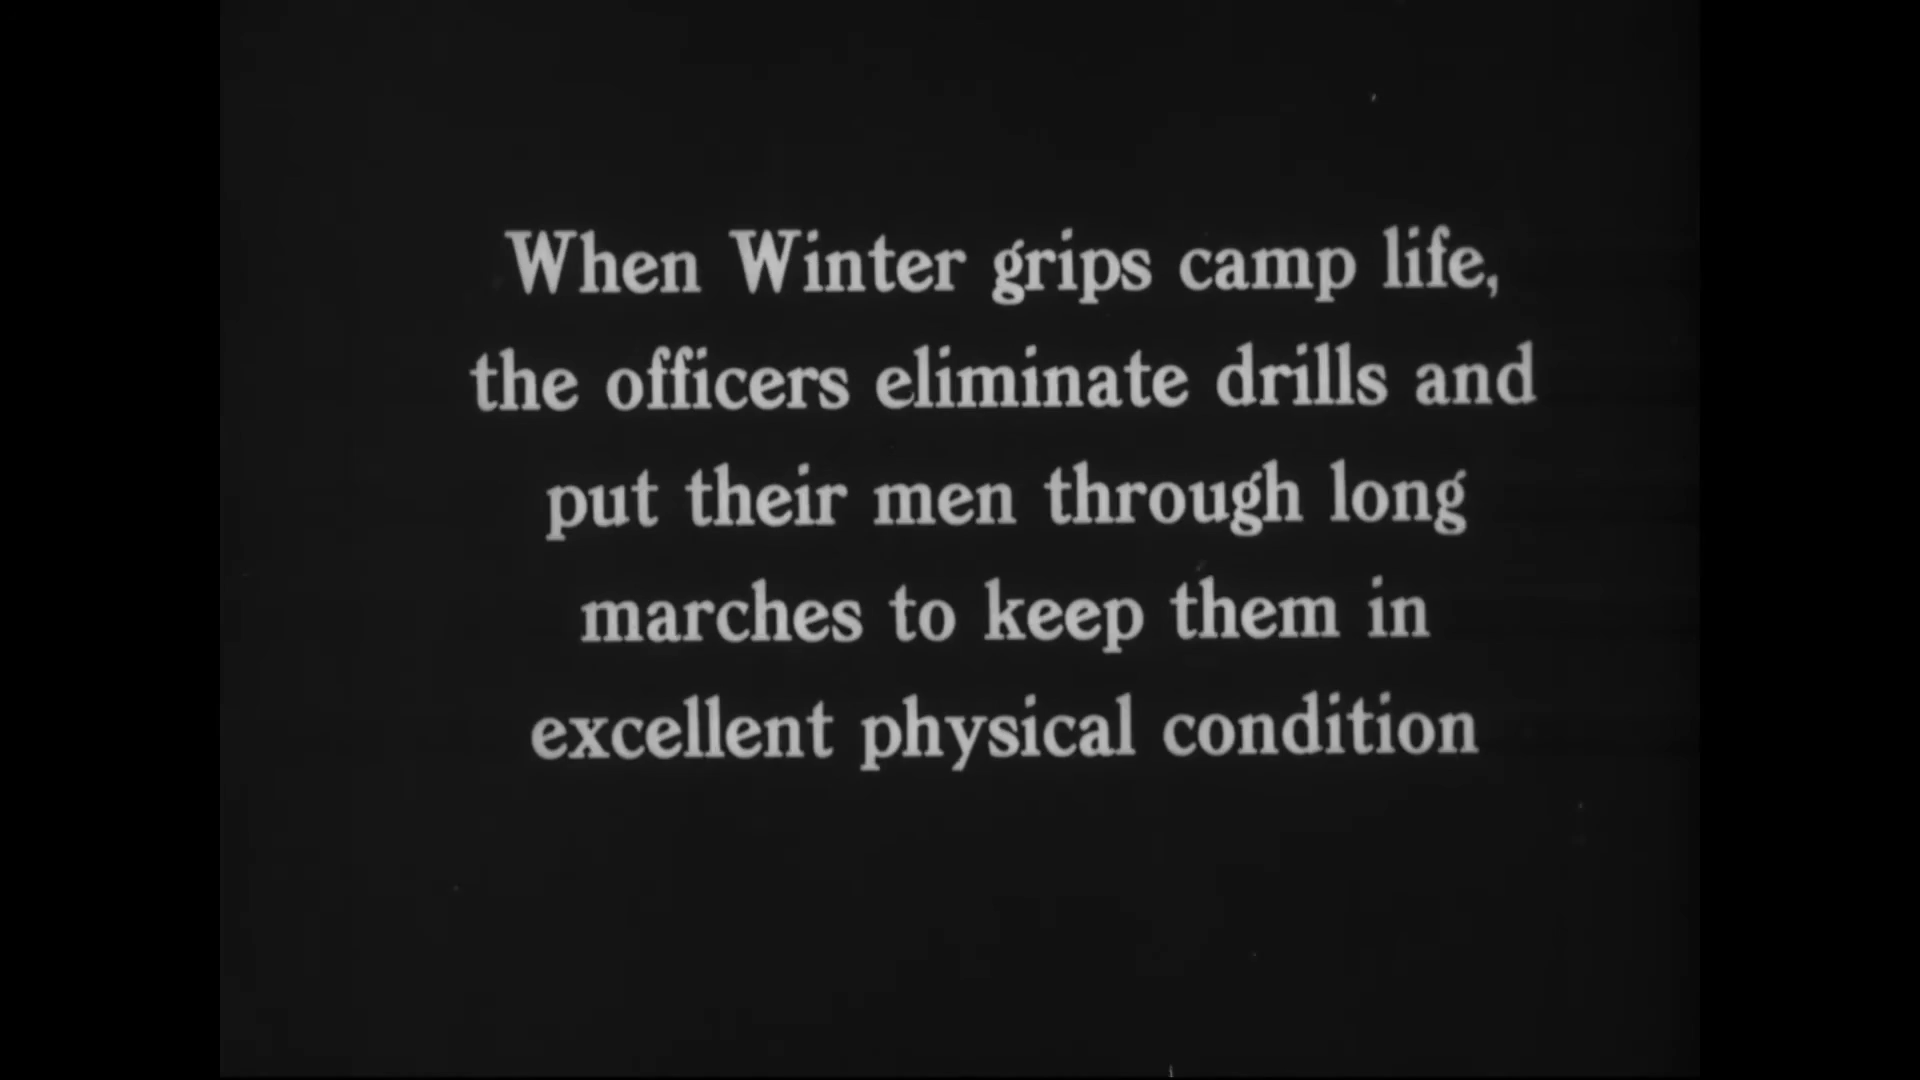 When Winter grips camp life,
the officers eliminate drills and
put their men through long
marches to keep them in
excellent physical condition